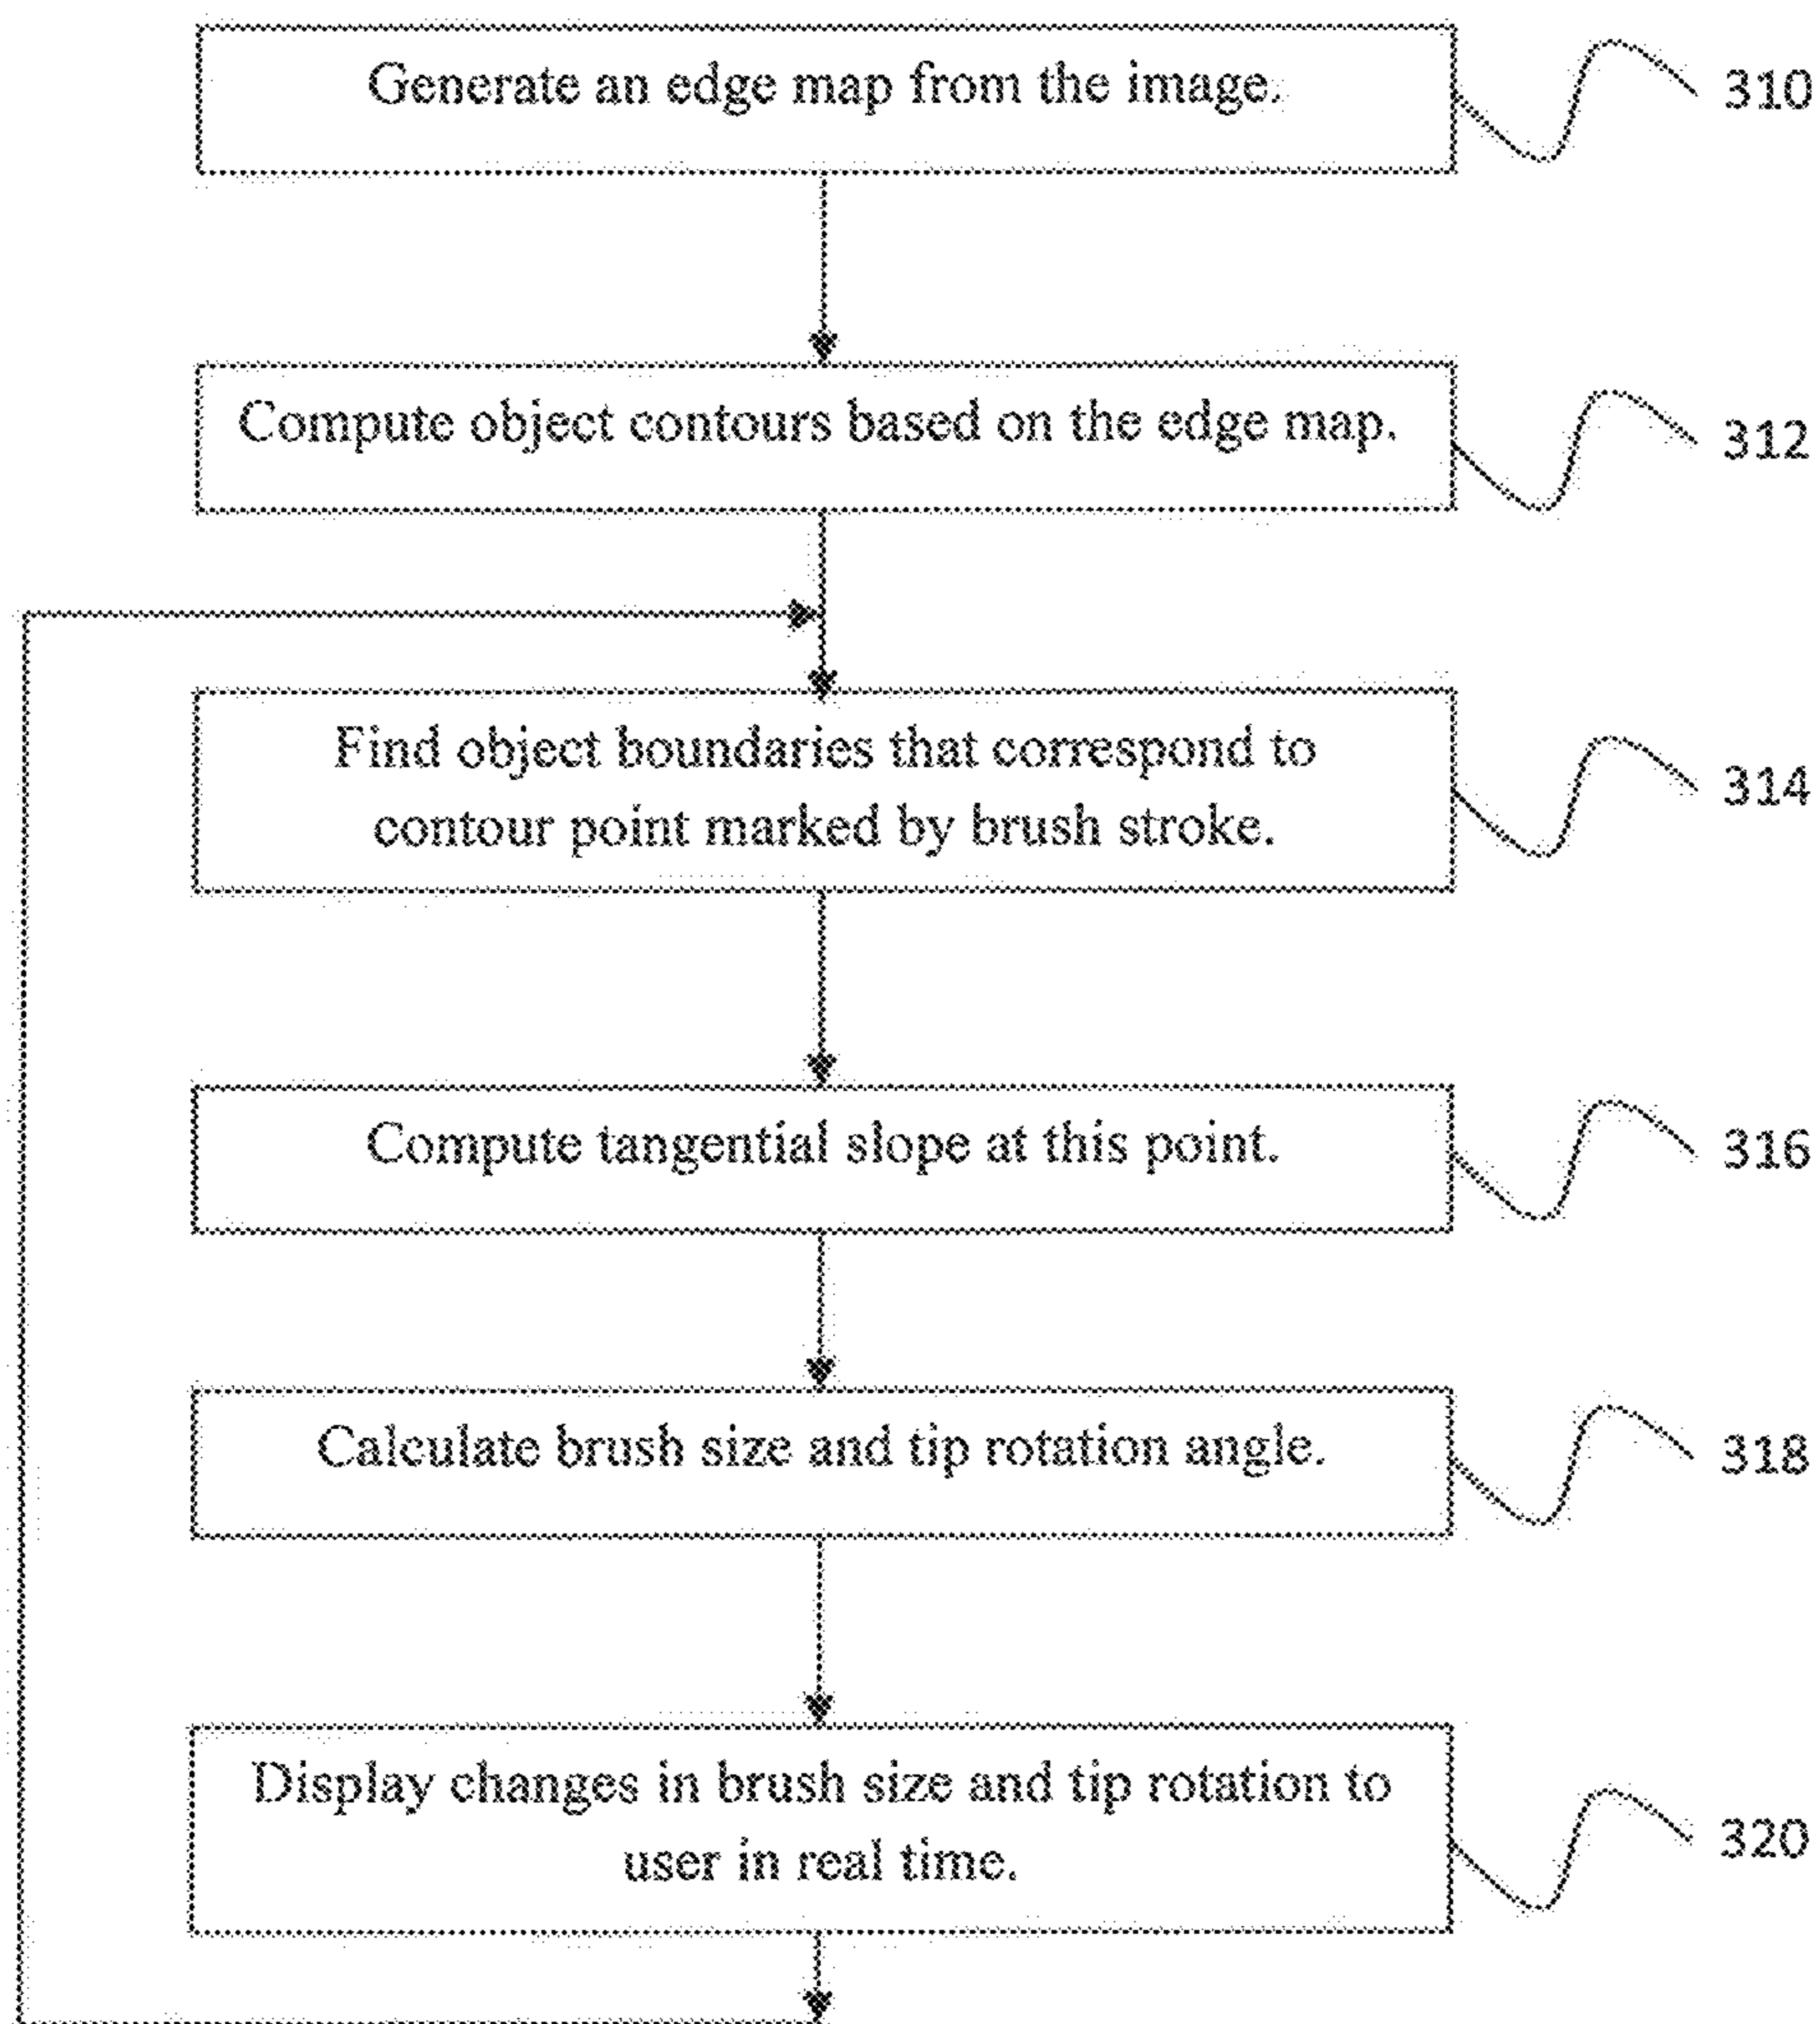 Generate an edge map from the image.
310
Compute object contours based on the edge map.
312
Find object boundaries that correspond to
contour point marked by brush stroke.
314
Compute tangential slope at this point.
316
Calculate brush size and tip rotation angle.
318
Display changes in brush size and tip rotation to
user in real time.
320